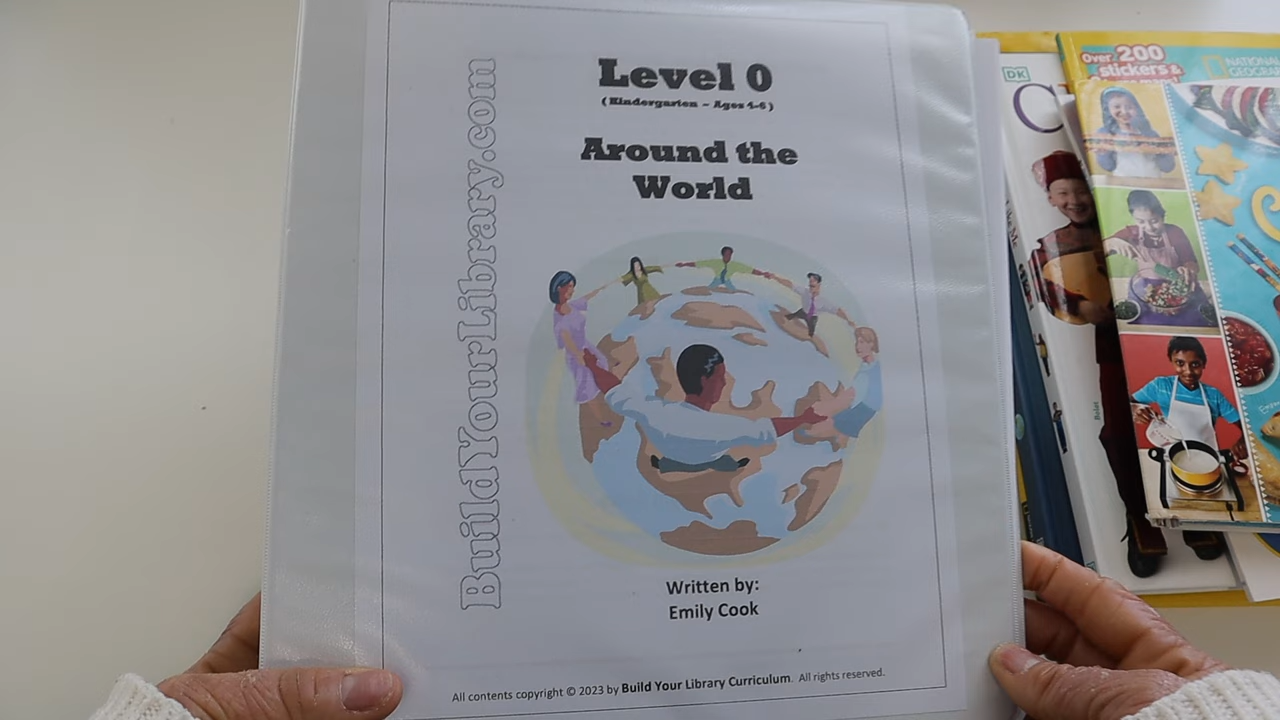 Level 0
( Kindergarten – Ages 4-6 )
Around the
World
BuildYourLibrary.com
Written by:
Emily Cook
All contents copyright © 2023 by Build Your Library Curriculum. All rights reserved.
DK
C
Over 200
stickers &
NATIONAL